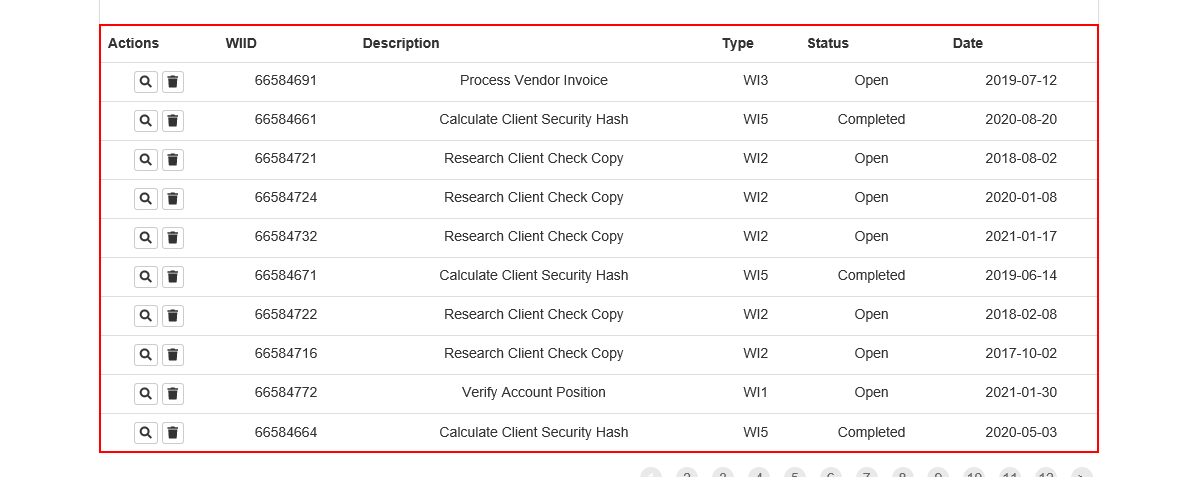 Actions WIID Description Type Status Date
66584691 Process Vendor Invoice WI3 Open 2019-07-12
66584661 Calculate Client Security Hash WI5 Completed 2020-08-20
66584721 Research Client Check Copy WI2 Open 2018-08-02
66584724 Research Client Check Copy WI2 Open 2020-01-08
66584732 Research Client Check Copy WI2 Open 2021-01-17
66584671 Calculate Client Security Hash WI5 Completed 2019-06-14
66584722 Research Client Check Copy WI2 Open 2018-02-08
66584716 Research Client Check Copy WI2 Open 2017-10-02
66584772 Verify Account Position WI1 Open 2021-01-30
66584664 Calculate Client Security Hash WI5 Completed 2020-05-03
2 3 4 5 6 7 8 9 10 11 12 >